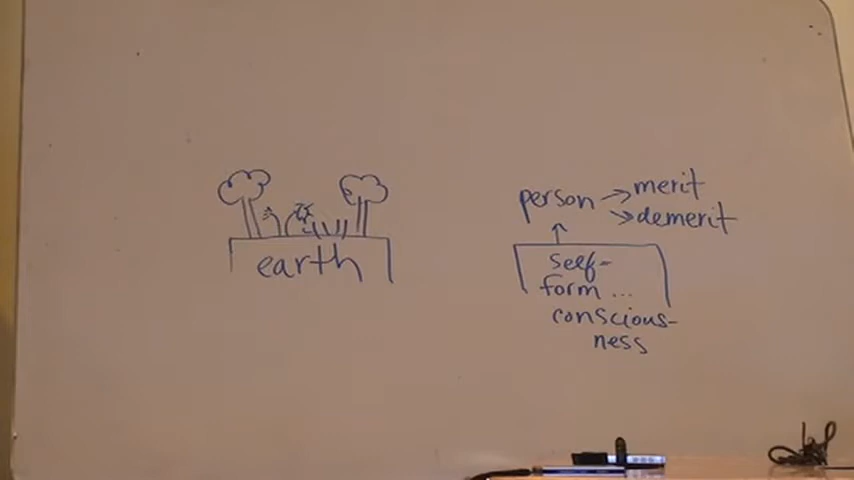 earth
person → merit
→ demerit
self-
form ...
conscious-
ness